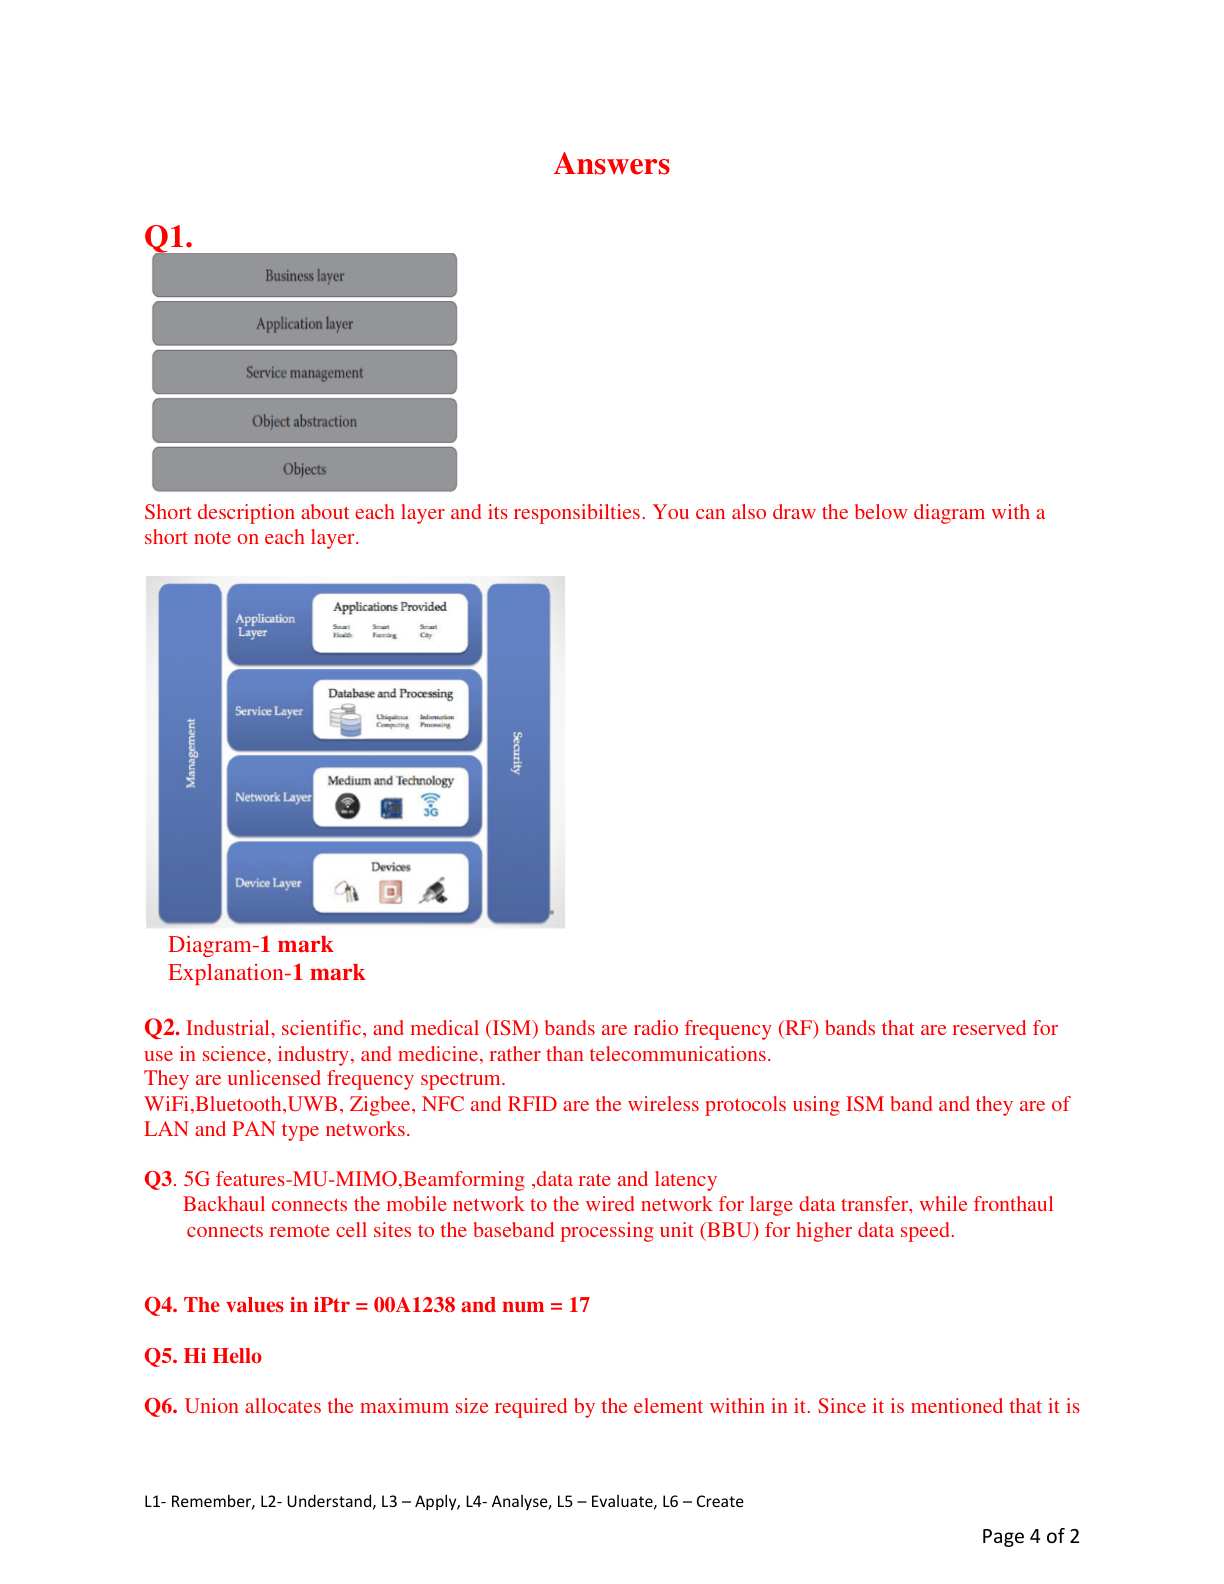 Answers
Q1.
Business layer
Application layer
Service management
Object abstraction
Objects
Short description about each layer and its responsibilties. You can also draw the below diagram with a
short note on each layer.
Management
Application
Layer
Applications Provided
Smart Smart Smart
Health Farming City
Service Layer
Database and Processing
Ubiquitous Information
Computing Processing
Network Layer
Medium and Technology
3G
Device Layer
Devices
Security
Diagram-1 mark
Explanation-1 mark
Q2. Industrial, scientific, and medical (ISM) bands are radio frequency (RF) bands that are reserved for
use in science, industry, and medicine, rather than telecommunications.
They are unlicensed frequency spectrum.
WiFi,Bluetooth,UWB, Zigbee, NFC and RFID are the wireless protocols using ISM band and they are of
LAN and PAN type networks.
Q3. 5G features-MU-MIMO,Beamforming ,data rate and latency
Backhaul connects the mobile network to the wired network for large data transfer, while fronthaul
connects remote cell sites to the baseband processing unit (BBU) for higher data speed.
Q4. The values in iPtr = 00A1238 and num = 17
Q5. Hi Hello
Q6. Union allocates the maximum size required by the element within in it. Since it is mentioned that it is
L1- Remember, L2- Understand, L3 – Apply, L4- Analyse, L5 – Evaluate, L6 – Create
Page 4 of 2